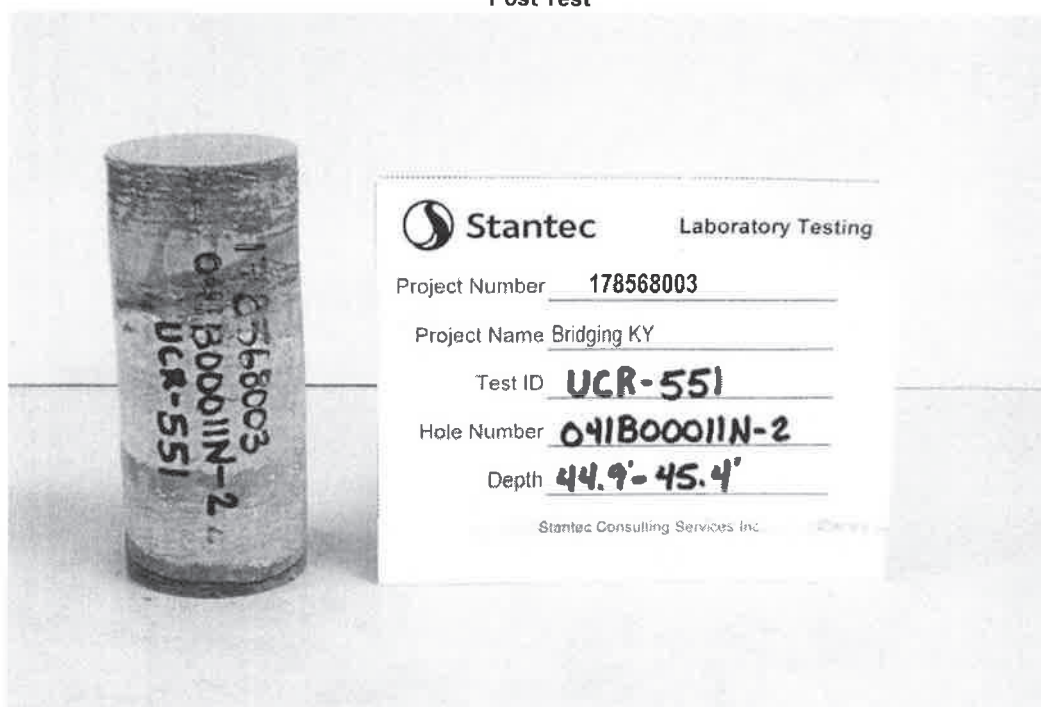 Post Test
Stantec Laboratory Testing
Project Number 178568003
Project Name Bridging KY
Test ID UCR-551
Hole Number 041B00011N-2
Depth 44.9'- 45.4'
Stantec Consulting Services Inc.
178568003
041B00011N-2
UCR-551